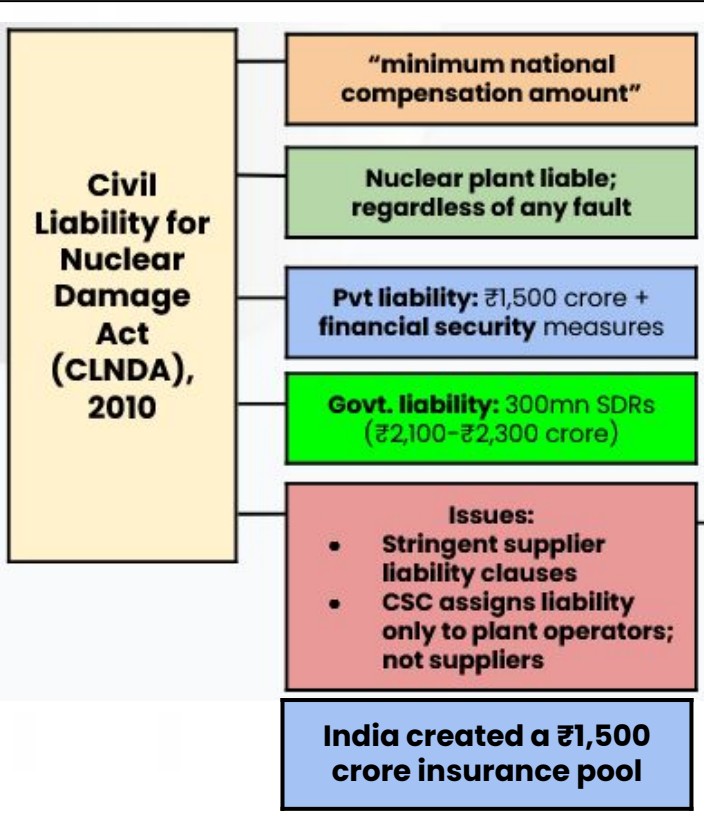 Civil
Liability for
Nuclear
Damage
Act
(CLNDA),
2010
“minimum national
compensation amount”
Nuclear plant liable;
regardless of any fault
Pvt liability: ₹1,500 crore +
financial security measures
Govt. liability: 300mn SDRs
(₹2,100-₹2,300 crore)
Issues:
● Stringent supplier
liability clauses
● CSC assigns liability
only to plant operators;
not suppliers
India created a ₹1,500
crore insurance pool